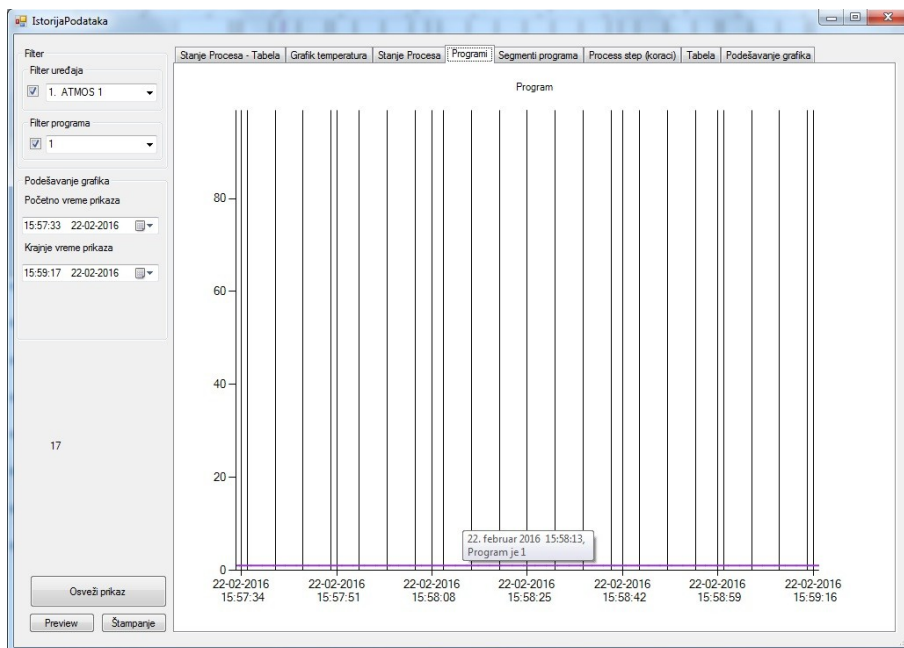 IstorijaPodataka
Filter
Filter uređaja
1. ATMOS 1
Filter programa
1
Podešavanje grafika
Početno vreme prikaza
15:57:33 22-02-2016
Krajnje vreme prikaza
15:59:17 22-02-2016
17
Osveži prikaz
Preview Štampanje
Stanje Procesa - Tabela Grafik temperatura Stanje Procesa Programi Segmenti programa Process step (koraci) Tabela Podešavanje grafika
Program
80
60
40
20
0
22. februar 2016 15:58:13,
Program je 1
22-02-2016 22-02-2016 22-02-2016 22-02-2016 22-02-2016 22-02-2016 22-02-2016
15:57:34 15:57:51 15:58:08 15:58:25 15:58:42 15:58:59 15:59:16